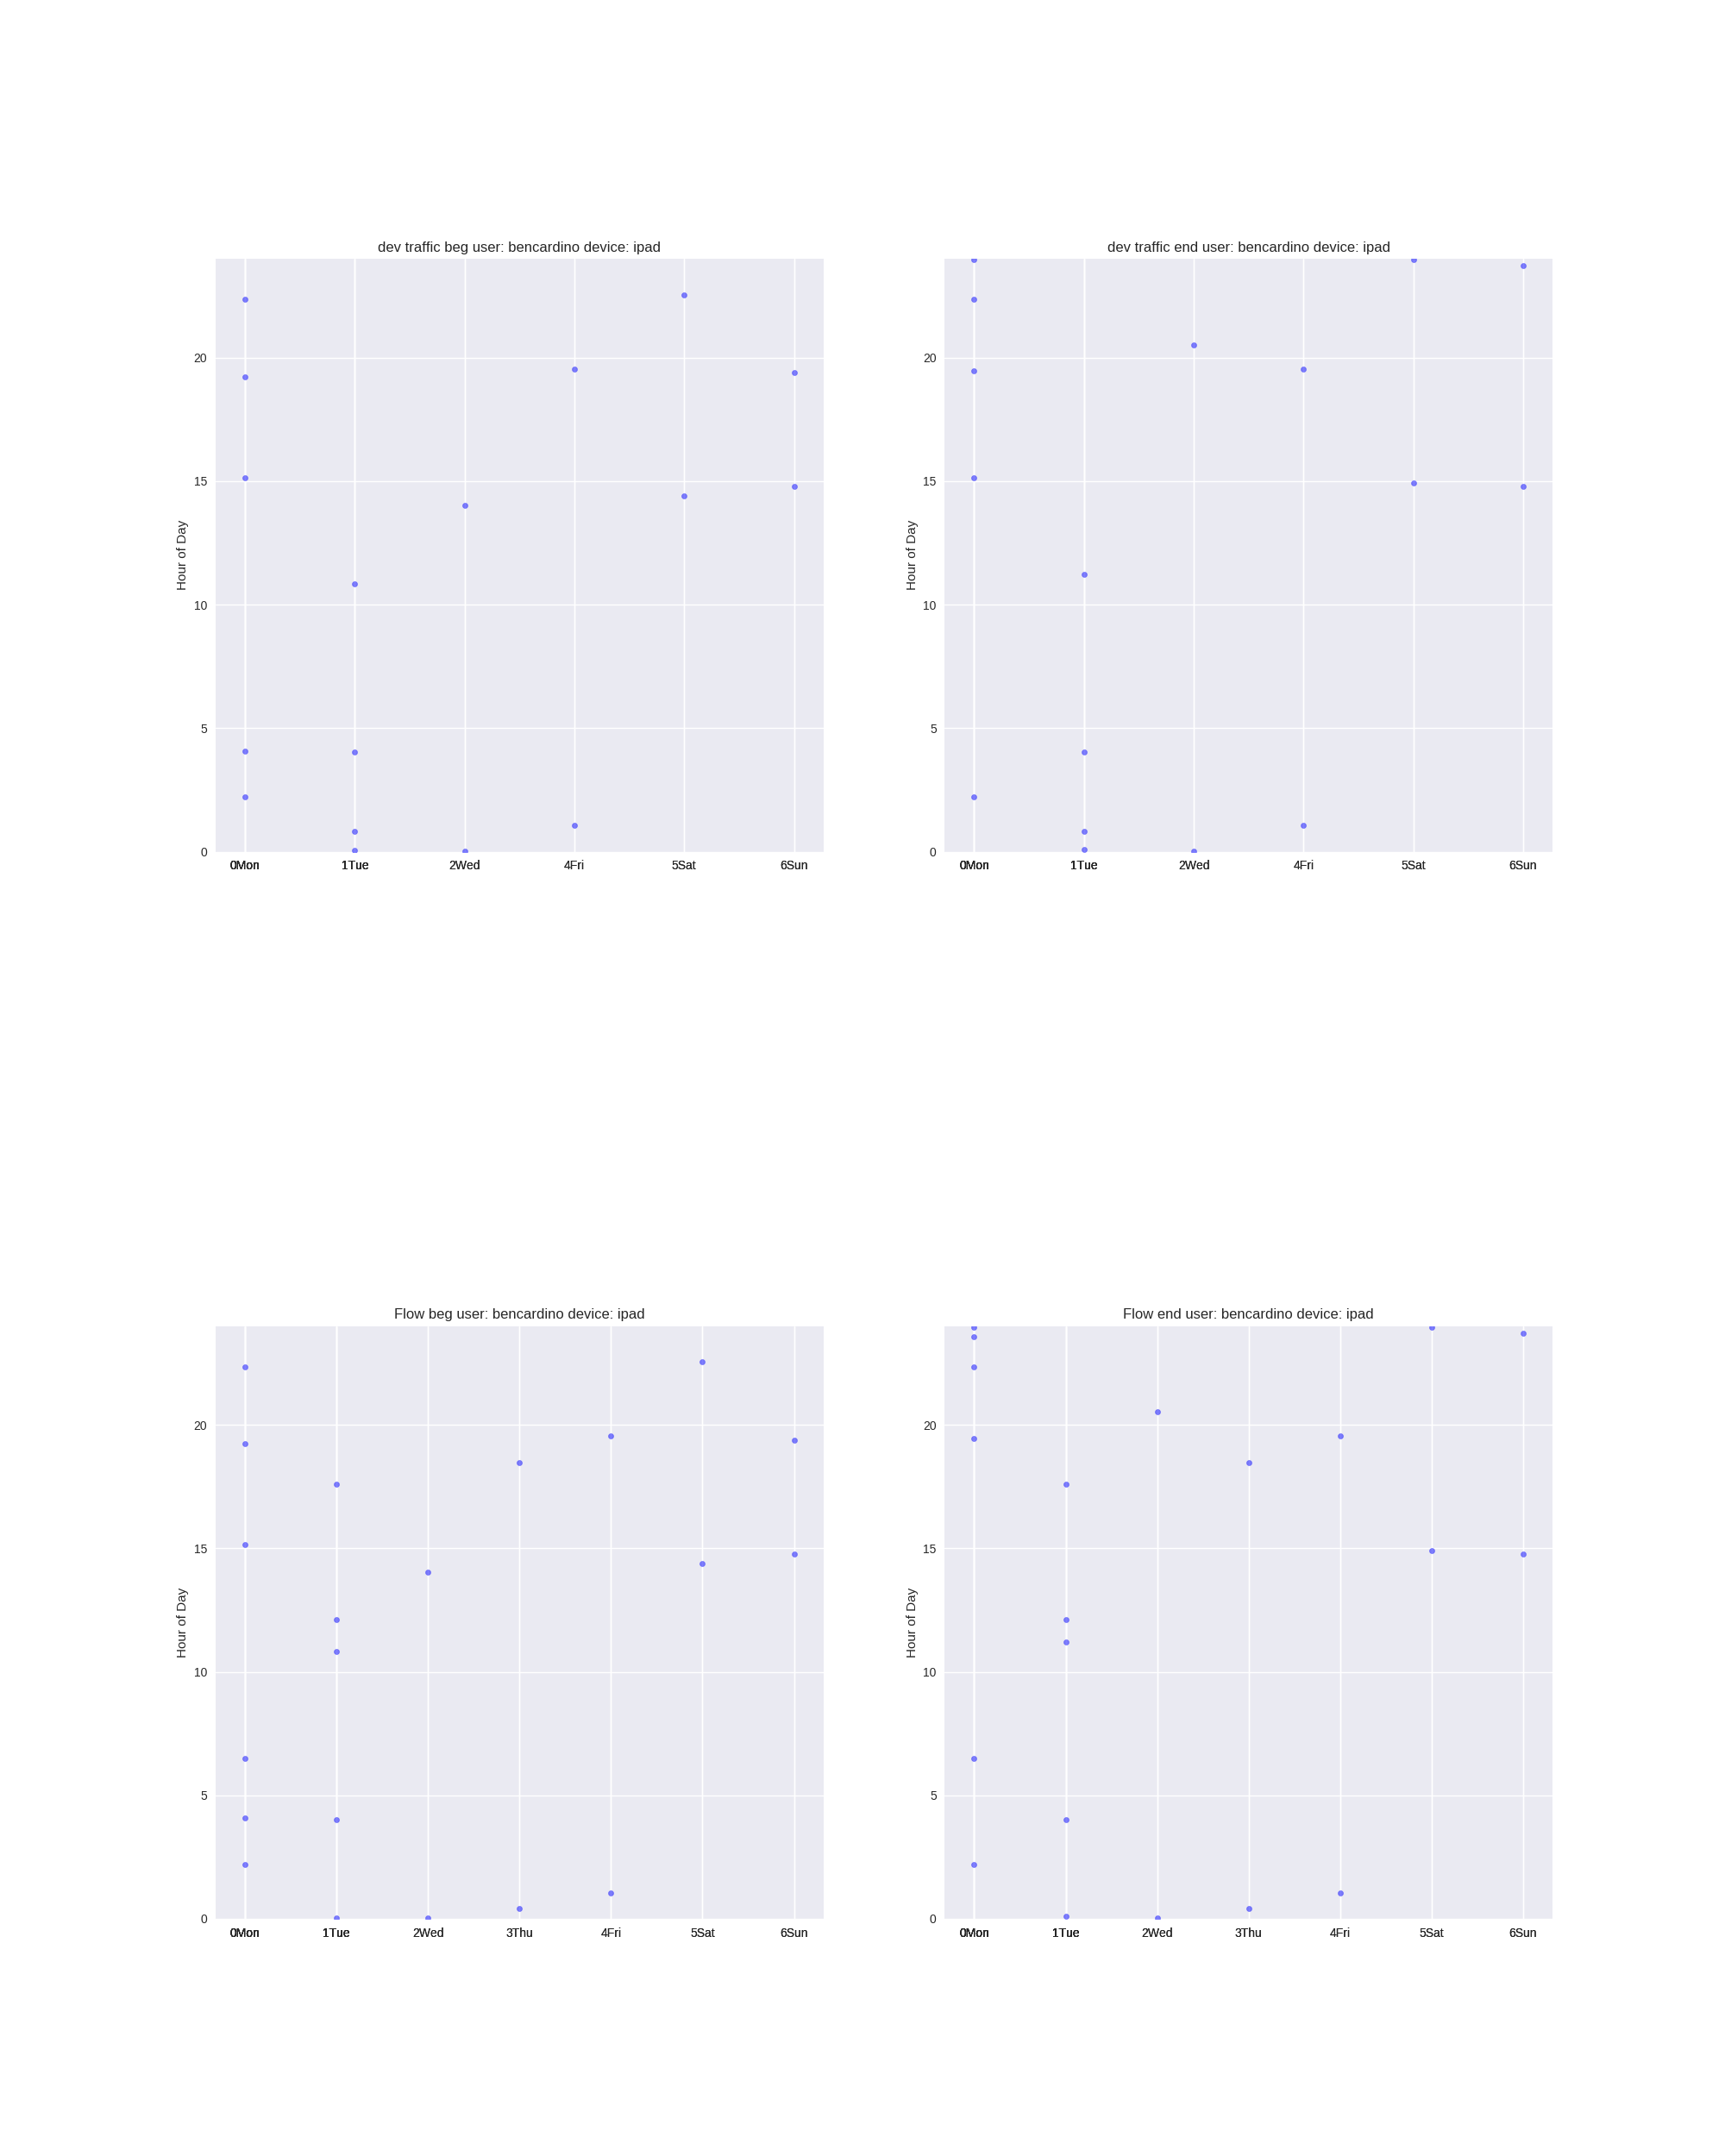 dev traffic beg user: bencardino device: ipad
Hour of Day
20
15
10
5
0
0Mon 1Tue 2Wed 4Fri 5Sat 6Sun
dev traffic end user: bencardino device: ipad
Hour of Day
20
15
10
5
0
0Mon 1Tue 2Wed 4Fri 5Sat 6Sun
Flow beg user: bencardino device: ipad
Hour of Day
20
15
10
5
0
0Mon 1Tue 2Wed 3Thu 4Fri 5Sat 6Sun
Flow end user: bencardino device: ipad
Hour of Day
20
15
10
5
0
0Mon 1Tue 2Wed 3Thu 4Fri 5Sat 6Sun